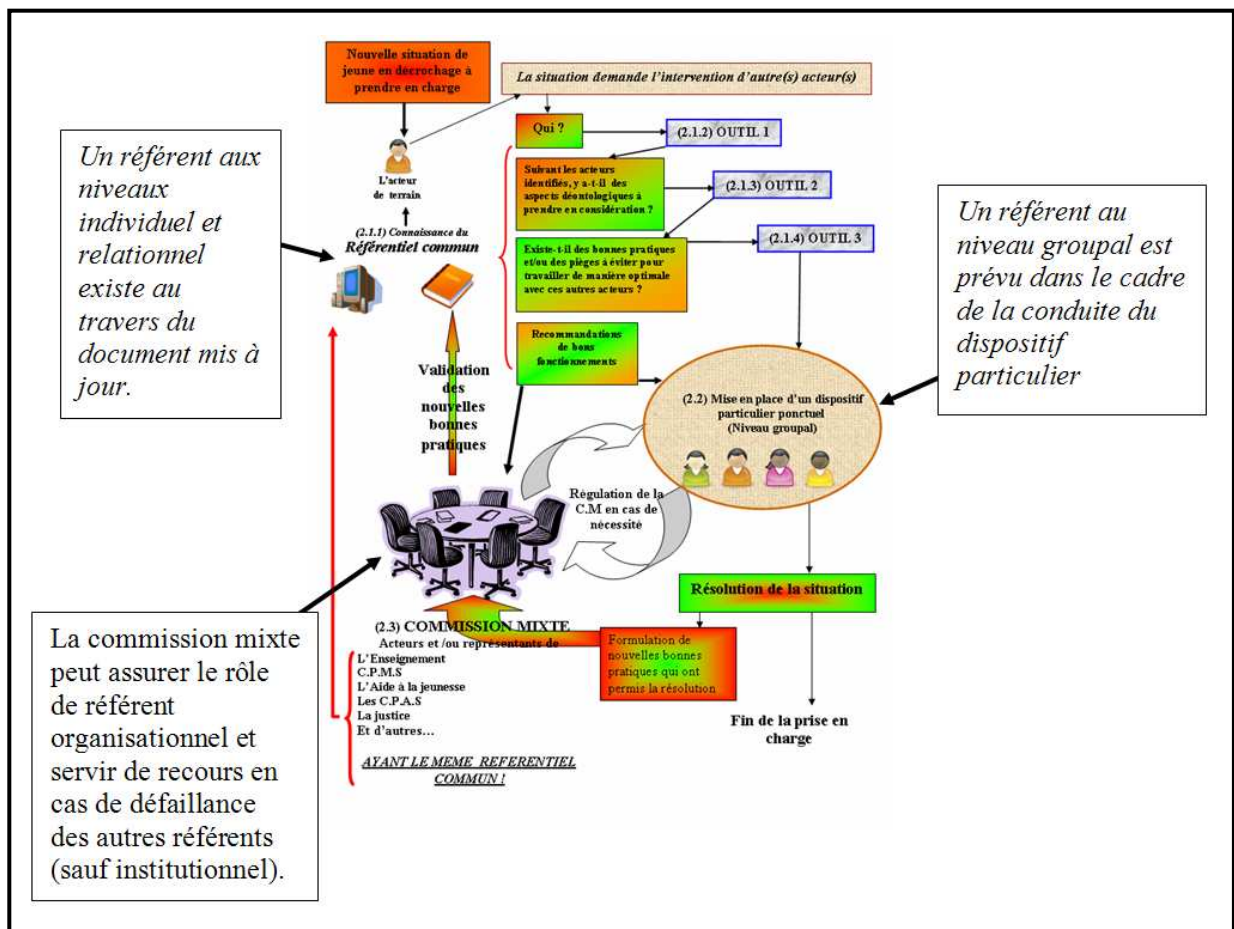 Nouvelle situation de
jeune en décrochage à
prendre en charge
La situation demande l'intervention d'autre(s) acteur(s)
Qui ?
(2.1.2) OUTIL 1
Un référent aux
niveaux
individuel et
relationnel
existe au
travers du
document mis à
jour.
L'acteur
de terrain
Suivant les acteurs
identifiés, y a-t-il des
aspects déontologiques à
prendre en considération ?
(2.1.3) OUTIL 2
Un référent au
niveau groupal est
prévu dans le cadre
de la conduite du
dispositif
particulier
(2.1.1) Connaissance du
Référentiel commun
Existe-t-il des bonnes pratiques
et/ou des pièges à éviter pour
travailler de manière optimale
avec ces autres acteurs ?
(2.1.4) OUTIL 3
Recommandations
de bons
fonctionnements
Validation
des
nouvelles
bonnes
pratiques
(2.2) Mise en place d'un dispositif
particulier ponctuel
(Niveau groupal)
Régulation de la
C.M en cas de
nécessité
Résolution de la situation
La commission mixte
peut assurer le rôle
de référent
organisationnel et
servir de recours en
cas de défaillance
des autres référents
(sauf institutionnel).
(2.3) COMMISSION MIXTE
Acteurs et /ou représentants de
L'Enseignement
C.P.M.S
L'Aide à la jeunesse
Les C.P.A.S
La justice
Et d'autres…
AYANT LE MEME REFERENTIEL
COMMUN !
Formulation de
nouvelles bonnes
pratiques qui ont
permis la résolution
Fin de la prise en
charge